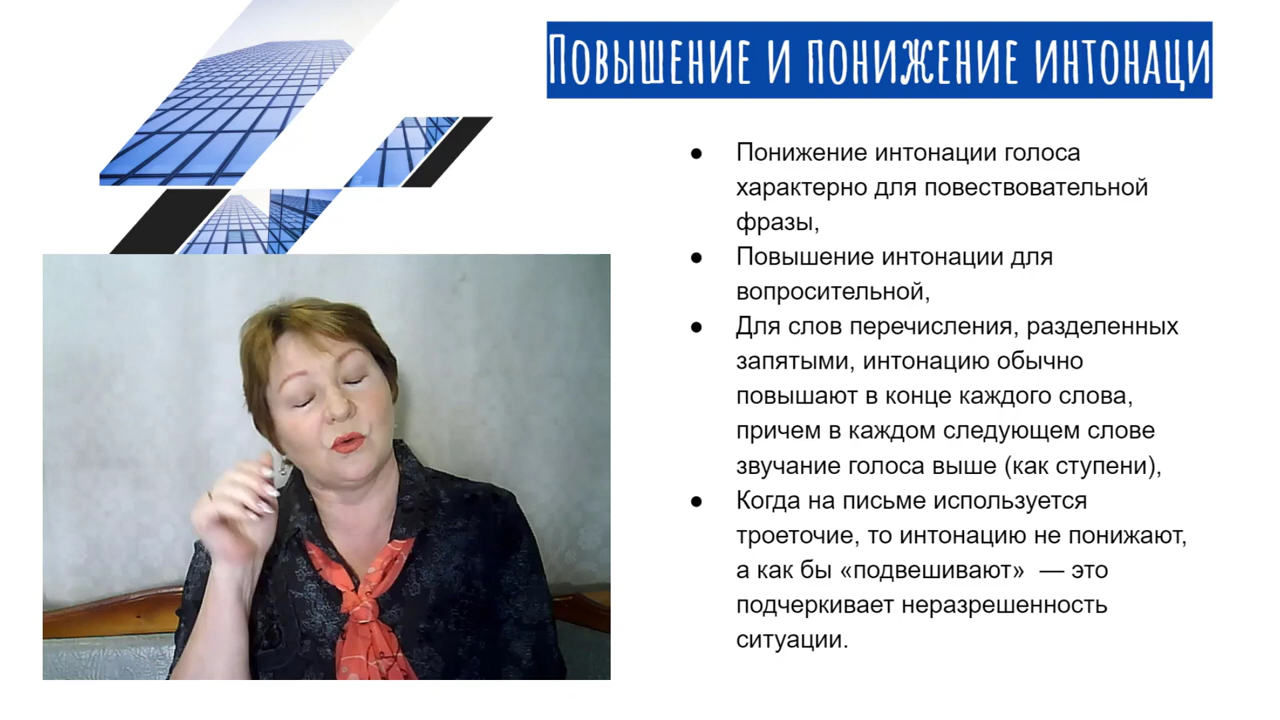 Повышение и понижение интонаци
● Понижение интонации голоса
характерно для повествовательной
фразы,
● Повышение интонации для
вопросительной,
● Для слов перечисления, разделенных
запятыми, интонацию обычно
повышают в конце каждого слова,
причем в каждом следующем слове
звучание голоса выше (как ступени),
● Когда на письме используется
троеточие, то интонацию не понижают,
а как бы «подвешивают»  — это
подчеркивает неразрешенность
ситуации.